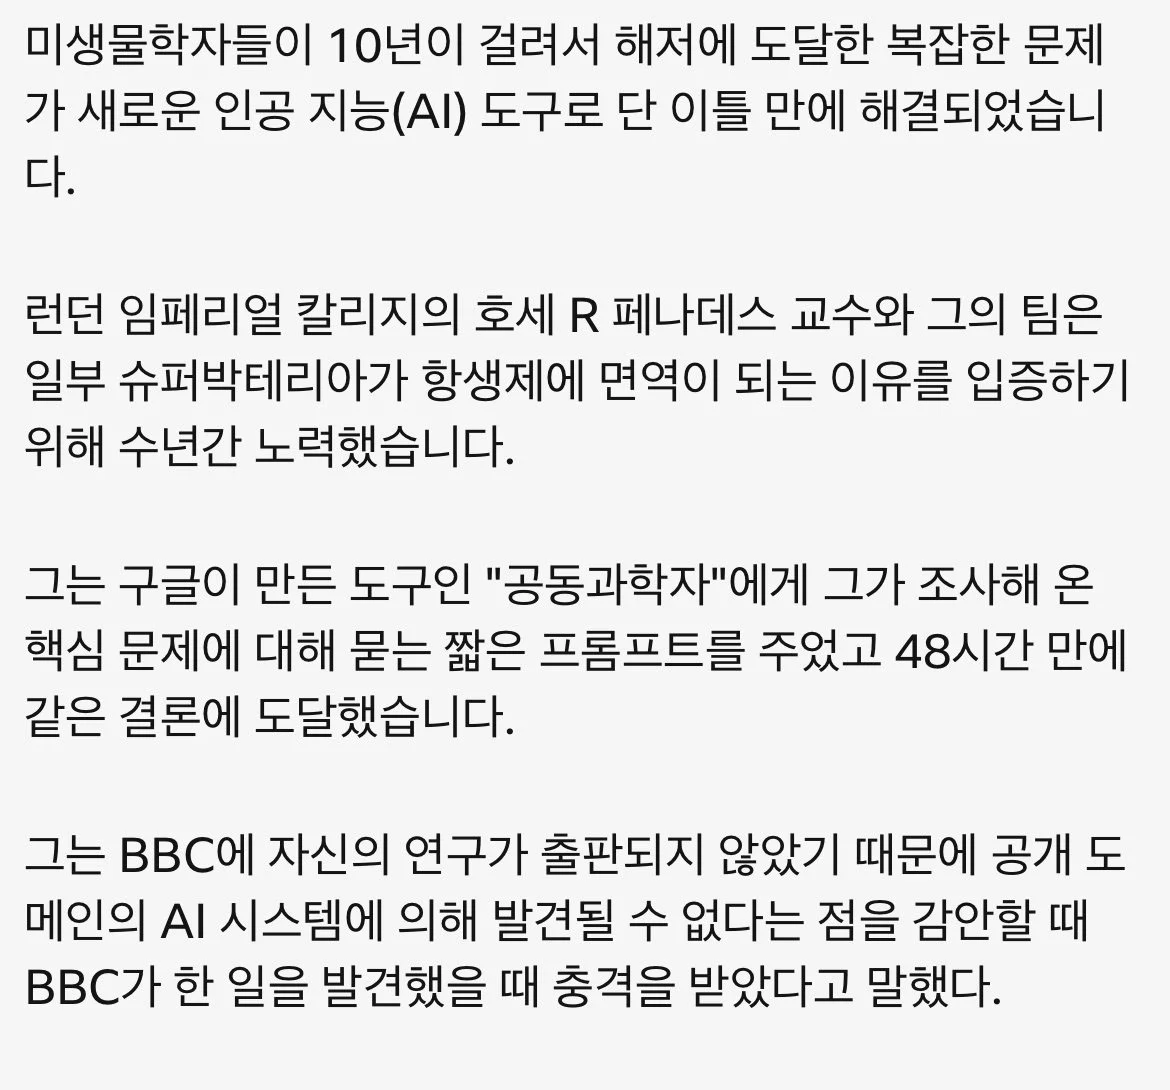 미생물학자들이 10년이 걸려서 해저에 도달한 복잡한 문제
가 새로운 인공 지능(AI) 도구로 단 이틀 만에 해결되었습니
다.
런던 임페리얼 칼리지의 호세 R 페나데스 교수와 그의 팀은
일부 슈퍼박테리아가 항생제에 면역이 되는 이유를 입증하기
위해 수년간 노력했습니다.
그는 구글이 만든 도구인 "공동과학자"에게 그가 조사해 온
핵심 문제에 대해 묻는 짧은 프롬프트를 주었고 48시간 만에
같은 결론에 도달했습니다.
그는 BBC에 자신의 연구가 출판되지 않았기 때문에 공개 도
메인의 AI 시스템에 의해 발견될 수 없다는 점을 감안할 때
BBC가 한 일을 발견했을 때 충격을 받았다고 말했다.